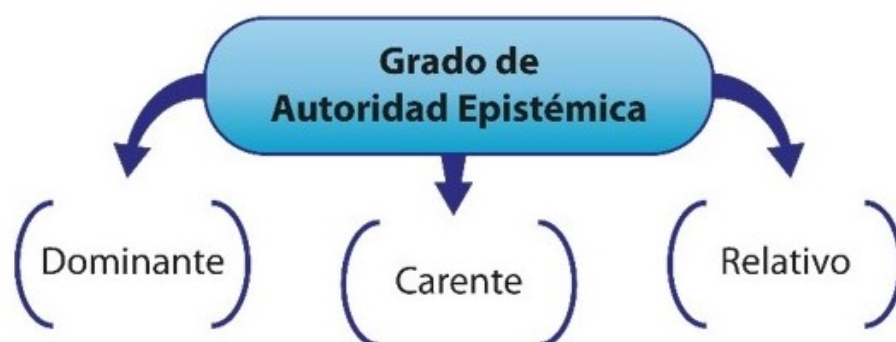 Grado de
Autoridad Epistémica
Dominante
Carente
Relativo